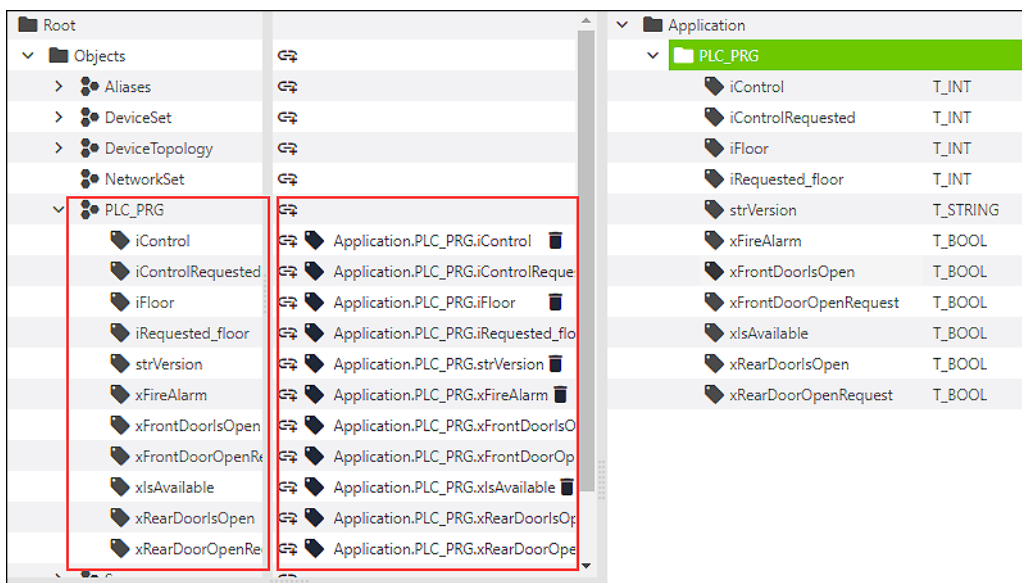 Root
Objects
Aliases
DeviceSet
DeviceTopology
NetworkSet
PLC_PRG
iControl Application.PLC_PRG.iControl
iControlRequested Application.PLC_PRG.iControlReque
iFloor Application.PLC_PRG.iFloor
iRequested_floor Application.PLC_PRG.iRequested_flo
strVersion Application.PLC_PRG.strVersion
xFireAlarm Application.PLC_PRG.xFireAlarm
xFrontDoorIsOpen Application.PLC_PRG.xFrontDoorIsO
xFrontDoorOpenRe Application.PLC_PRG.xFrontDoorOp
xIsAvailable Application.PLC_PRG.xIsAvailable
xRearDoorIsOpen Application.PLC_PRG.xRearDoorIsOp
xRearDoorOpenRe Application.PLC_PRG.xRearDoorOpe
Application
PLC_PRG
iControl T_INT
iControlRequested T_INT
iFloor T_INT
iRequested_floor T_INT
strVersion T_STRING
xFireAlarm T_BOOL
xFrontDoorIsOpen T_BOOL
xFrontDoorOpenRequest T_BOOL
xIsAvailable T_BOOL
xRearDoorIsOpen T_BOOL
xRearDoorOpenRequest T_BOOL